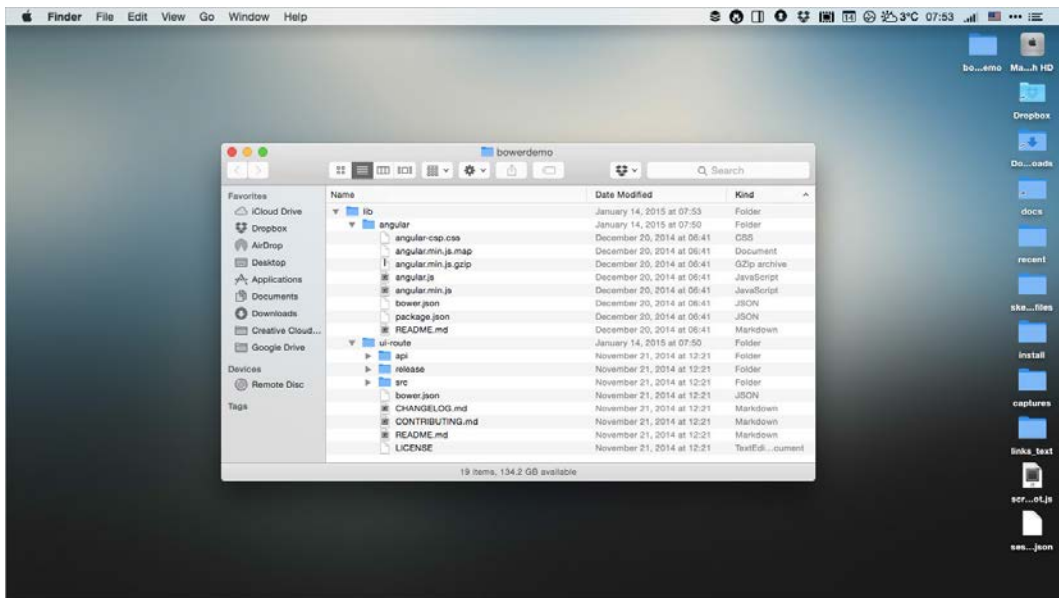 Finder File Edit View Go Window Help
14 3°C 07:53
bo...emo Ma...h HD
Dropbox
Do...oads
docs
recent
ske...files
install
captures
links_text
scr...ot.js
ses...json
bowerdemo
Search
Favorites
iCloud Drive
Dropbox
AirDrop
Desktop
Applications
Documents
Downloads
Creative Cloud...
Google Drive
Devices
Remote Disc
Tags
Name Date Modified Kind
lib January 14, 2015 at 07:53 Folder
angular January 14, 2015 at 07:50 Folder
angular-csp.css December 20, 2014 at 06:41 CSS
angular.min.js.map December 20, 2014 at 06:41 Document
angular.min.js.gzip December 20, 2014 at 06:41 GZip archive
angular.js December 20, 2014 at 06:41 JavaScript
angular.min.js December 20, 2014 at 06:41 JavaScript
bower.json December 20, 2014 at 06:41 JSON
package.json December 20, 2014 at 06:41 JSON
README.md December 20, 2014 at 06:41 Markdown
ui-route January 14, 2015 at 07:50 Folder
api November 21, 2014 at 12:21 Folder
release November 21, 2014 at 12:21 Folder
src November 21, 2014 at 12:21 Folder
bower.json November 21, 2014 at 12:21 JSON
CHANGELOG.md November 21, 2014 at 12:21 Markdown
CONTRIBUTING.md November 21, 2014 at 12:21 Markdown
README.md November 21, 2014 at 12:21 Markdown
LICENSE November 21, 2014 at 12:21 TextEdi...ocument
19 items, 134.2 GB available